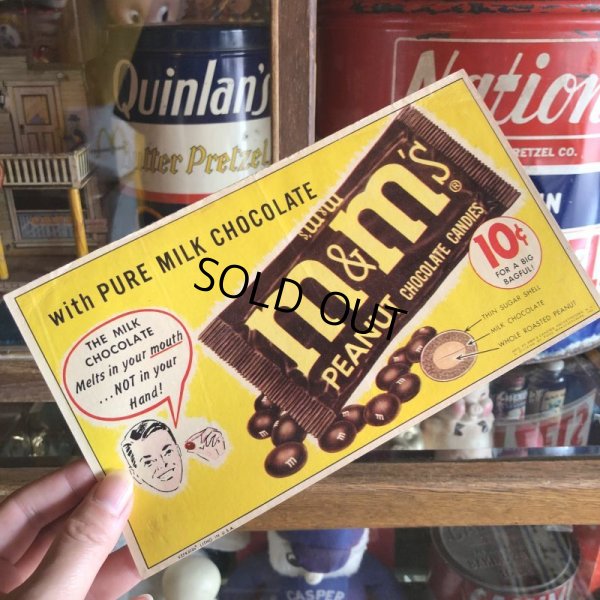 Quinlan's
Butter Pretzel
Nation
RETZEL CO.
with PURE MILK CHOCOLATE
m&m's
m&m's®
PEANUT CHOCOLATE CANDIES
10¢
FOR A BIG
BAGFUL!
THIN SUGAR SHELL
MILK CHOCOLATE
WHOLE ROASTED PEANUT
THE MILK
CHOCOLATE
Melts in your mouth
...NOT in your
Hand!
SOLD OUT
CASPER